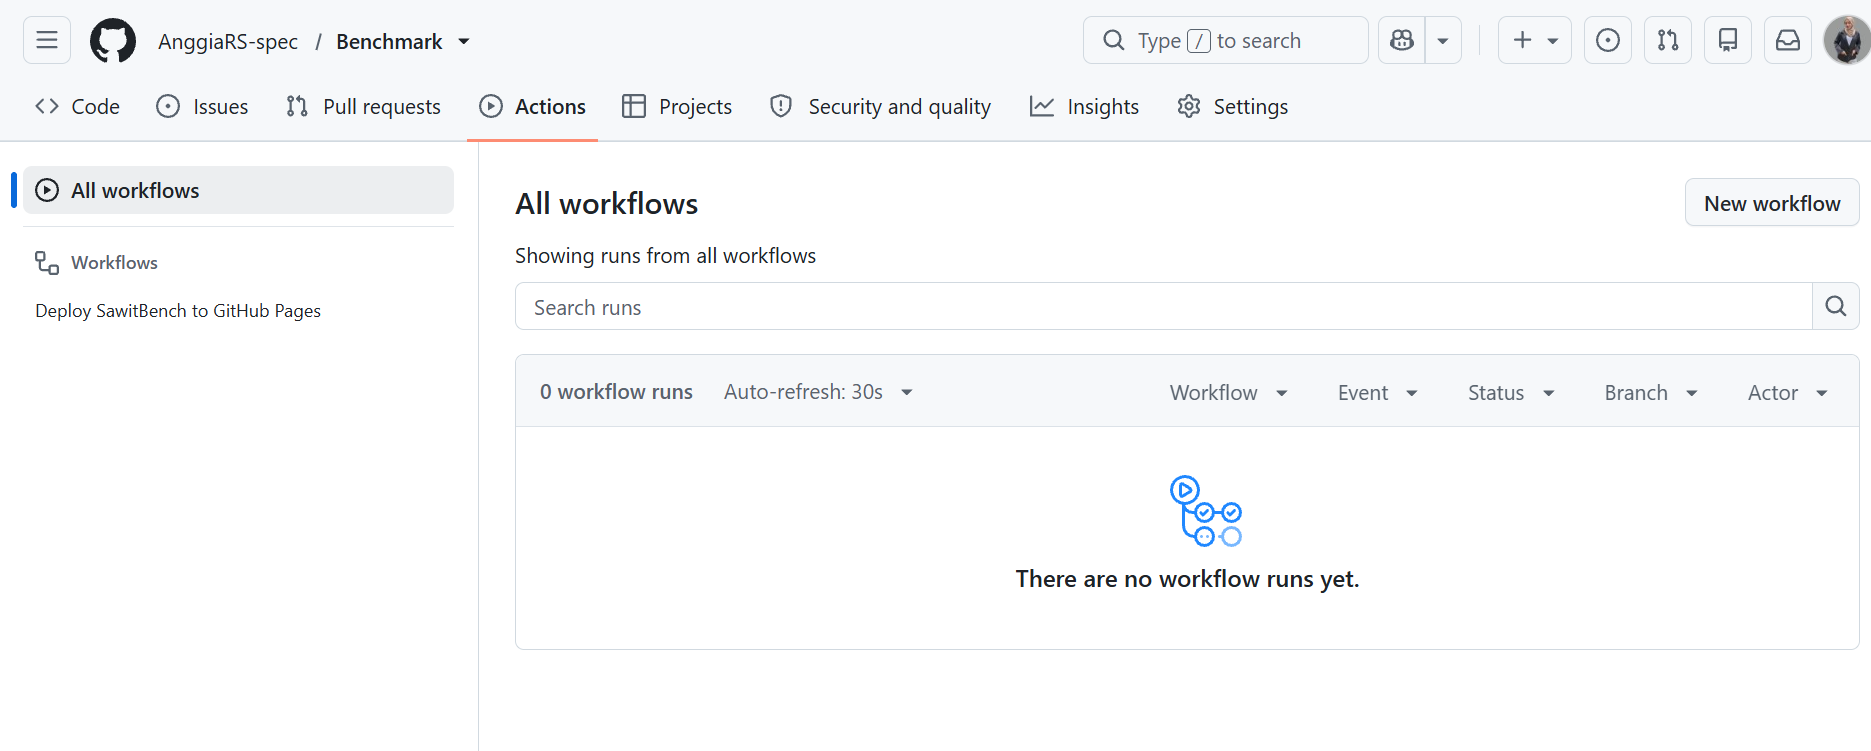 AnggiaRS-spec / Benchmark
Type / to search
Code
Issues
Pull requests
Actions
Projects
Security and quality
Insights
Settings
All workflows
Workflows
Deploy SawitBench to GitHub Pages
All workflows
New workflow
Showing runs from all workflows
Search runs
0 workflow runs
Auto-refresh: 30s
Workflow
Event
Status
Branch
Actor
There are no workflow runs yet.